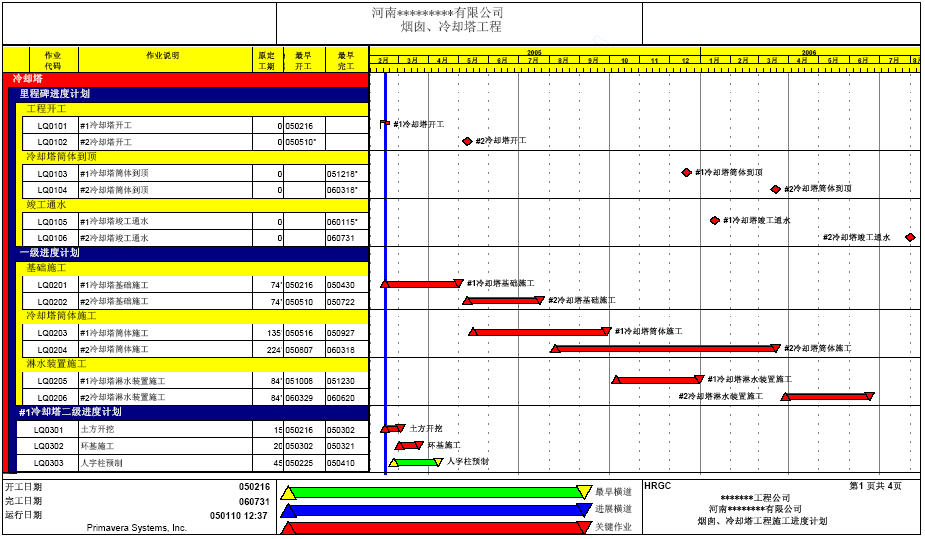 河南*********有限公司
烟囱、冷却塔工程
作业代码 作业说明 原定工期 最早开工 最早完工
2005 2006
2月 3月 4月 5月 6月 7月 8月 9月 10 11 12 1月 2月 3月 4月 5月 6月 7月 8月
冷却塔
里程碑进度计划
工程开工
LQ0101 #1冷却塔开工 0 050216 #1冷却塔开工
LQ0102 #2冷却塔开工 0 050510* #2冷却塔开工
冷却塔筒体到顶
LQ0103 #1冷却塔筒体到顶 0 051218* #1冷却塔筒体到顶
LQ0104 #2冷却塔筒体到顶 0 060318* #2冷却塔筒体到顶
竣工通水
LQ0105 #1冷却塔竣工通水 0 060115* #1冷却塔竣工通水
LQ0106 #2冷却塔竣工通水 0 060731 #2冷却塔竣工通水
一级进度计划
基础施工
LQ0201 #1冷却塔基础施工 74* 050216 050430 #1冷却塔基础施工
LQ0202 #2冷却塔基础施工 74* 050510 050722 #2冷却塔基础施工
冷却塔筒体施工
LQ0203 #1冷却塔筒体施工 135 050516 050927 #1冷却塔筒体施工
LQ0204 #2冷却塔筒体施工 224 050807 060318 #2冷却塔筒体施工
淋水装置施工
LQ0205 #1冷却塔淋水装置施工 84* 051008 051230 #1冷却塔淋水装置施工
LQ0206 #2冷却塔淋水装置施工 84* 060329 060620 #2冷却塔淋水装置施工
#1冷却塔二级进度计划
LQ0301 土方开挖 15 050216 050302 土方开挖
LQ0302 环基施工 20 050302 050321 环基施工
LQ0303 人字柱预制 45 050225 050410 人字柱预制
开工日期 050216
完工日期 060731
运行日期 050110 12:37
Primavera Systems, Inc.
最早横道
进展横道
关键作业
HRGC 第1 页共 4页
*******工程公司
河南********有限公司
烟囱、冷却塔工程施工进度计划